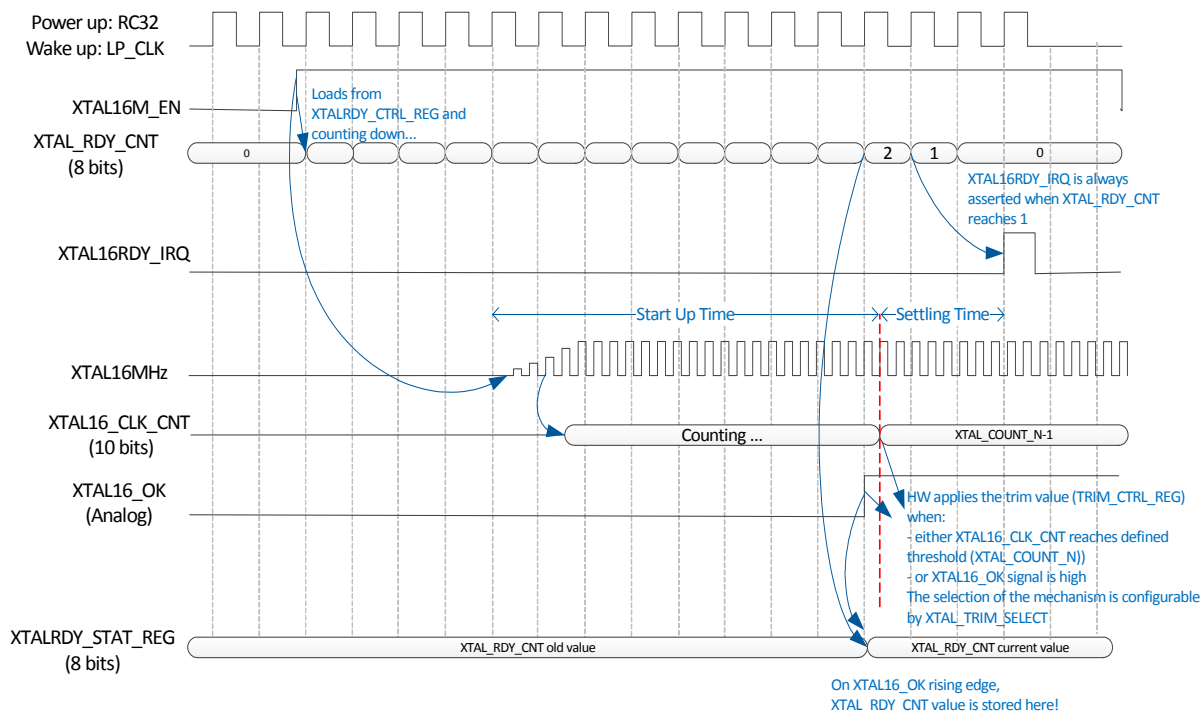 Power up: RC32
Wake up: LP_CLK
XTAL16M_EN
Loads from
XTALRDY_CTRL_REG and
counting down...
XTAL_RDY_CNT
(8 bits)
0
2
1
0
XTAL16RDY_IRQ is always
asserted when XTAL_RDY_CNT
reaches 1
XTAL16RDY_IRQ
Start Up Time
Settling Time
XTAL16MHz
XTAL16_CLK_CNT
(10 bits)
Counting ...
XTAL_COUNT_N-1
XTAL16_OK
(Analog)
HW applies the trim value (TRIM_CTRL_REG)
when:
- either XTAL16_CLK_CNT reaches defined
threshold (XTAL_COUNT_N))
- or XTAL16_OK signal is high
The selection of the mechanism is configurable
by XTAL_TRIM_SELECT
XTALRDY_STAT_REG
(8 bits)
XTAL_RDY_CNT old value
XTAL_RDY_CNT current value
On XTAL16_OK rising edge,
XTAL_RDY_CNT value is stored here!